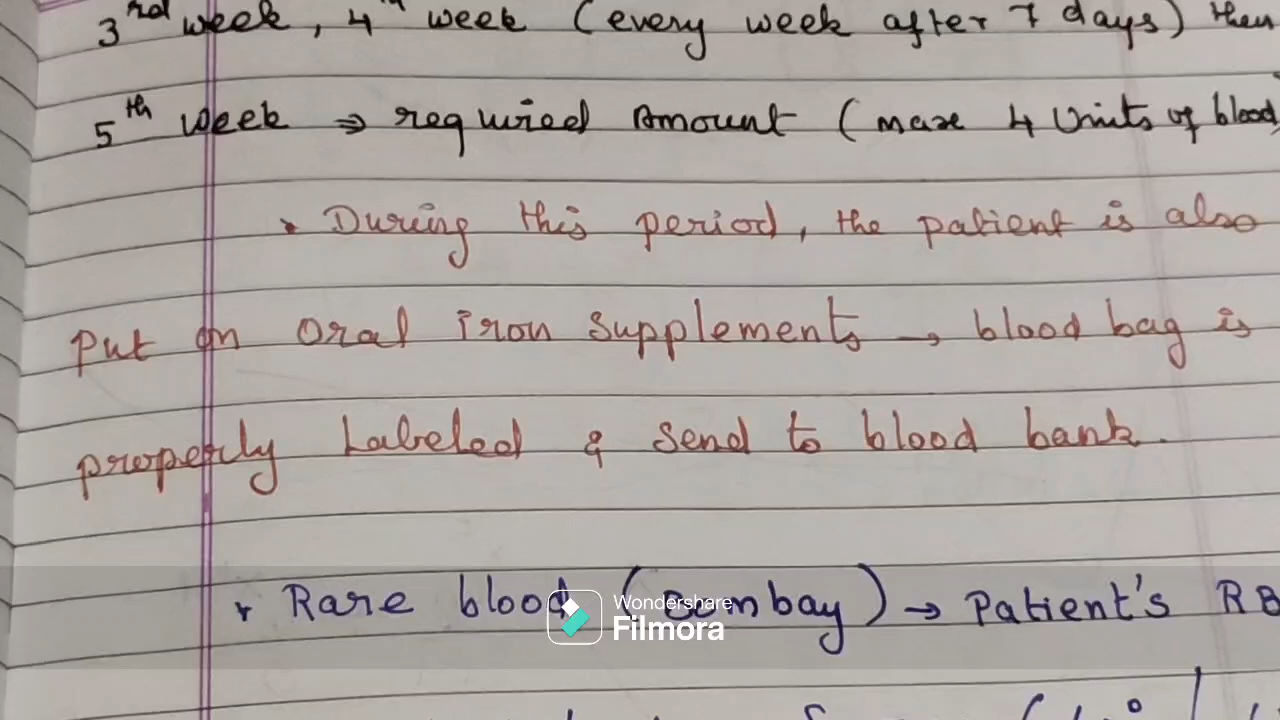 3rd week, 4th week (every week after 7 days) then
5th week ⇒ required Amount (max 4 Units of blood
• During this period, the patient is also
put on oral iron supplements → blood bag is
properly Labeled & send to blood bank.
• Rare blood (Bombay) → Patient's RB
Wondershare
Filmora